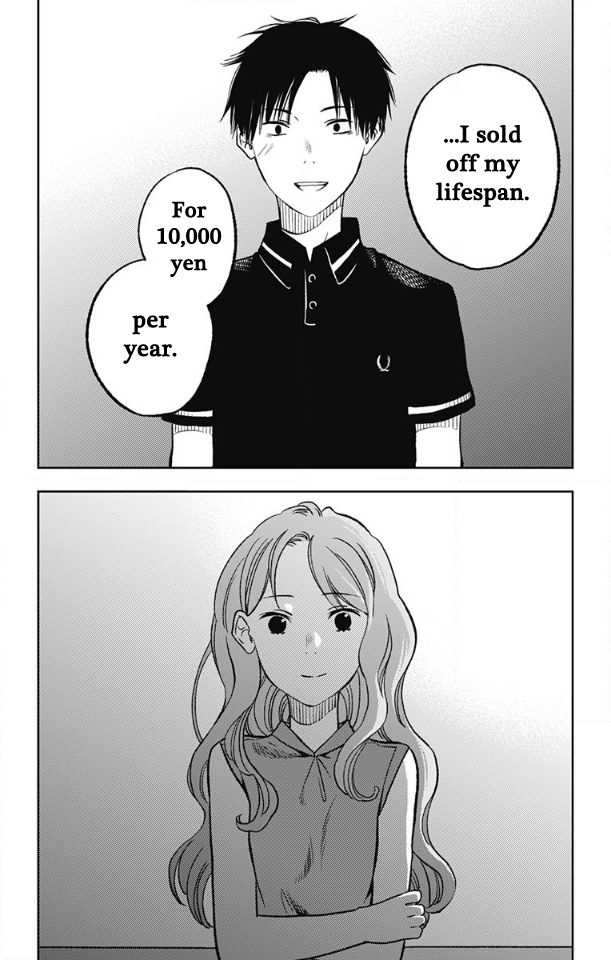 ...I sold
off my
lifespan.
For
10,000
yen
per
year.